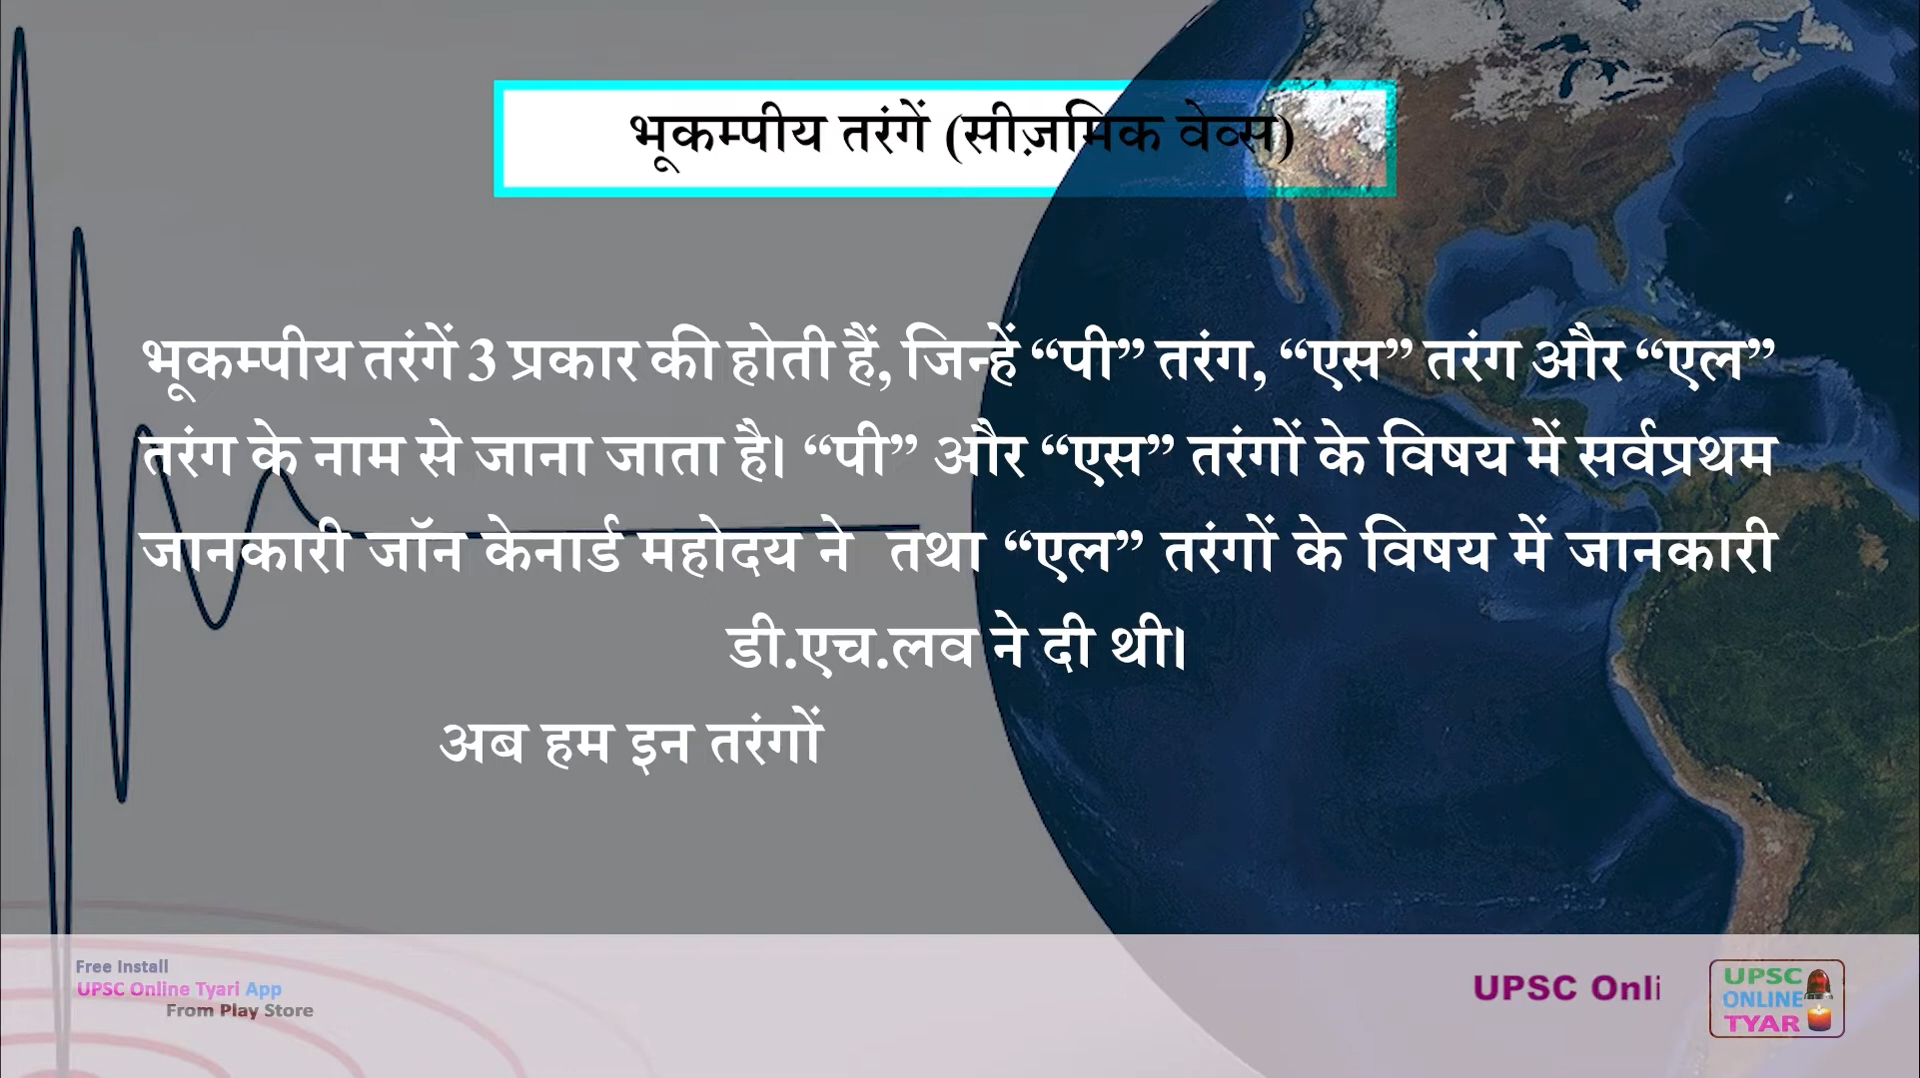 भूकम्पीय तरंगें (सीज़मिक वेव्स)
भूकम्पीय तरंगें 3 प्रकार की होती हैं, जिन्हें “पी” तरंग, “एस” तरंग और “एल”
तरंग के नाम से जाना जाता है। “पी” और “एस” तरंगों के विषय में सर्वप्रथम
जानकारी जॉन केनार्ड महोदय ने तथा “एल” तरंगों के विषय में जानकारी
डी.एच.लव ने दी थी।
अब हम इन तरंगों
Free Install
UPSC Online Tyari App
From Play Store
UPSC Onli
UPSC
ONLINE
TYAR